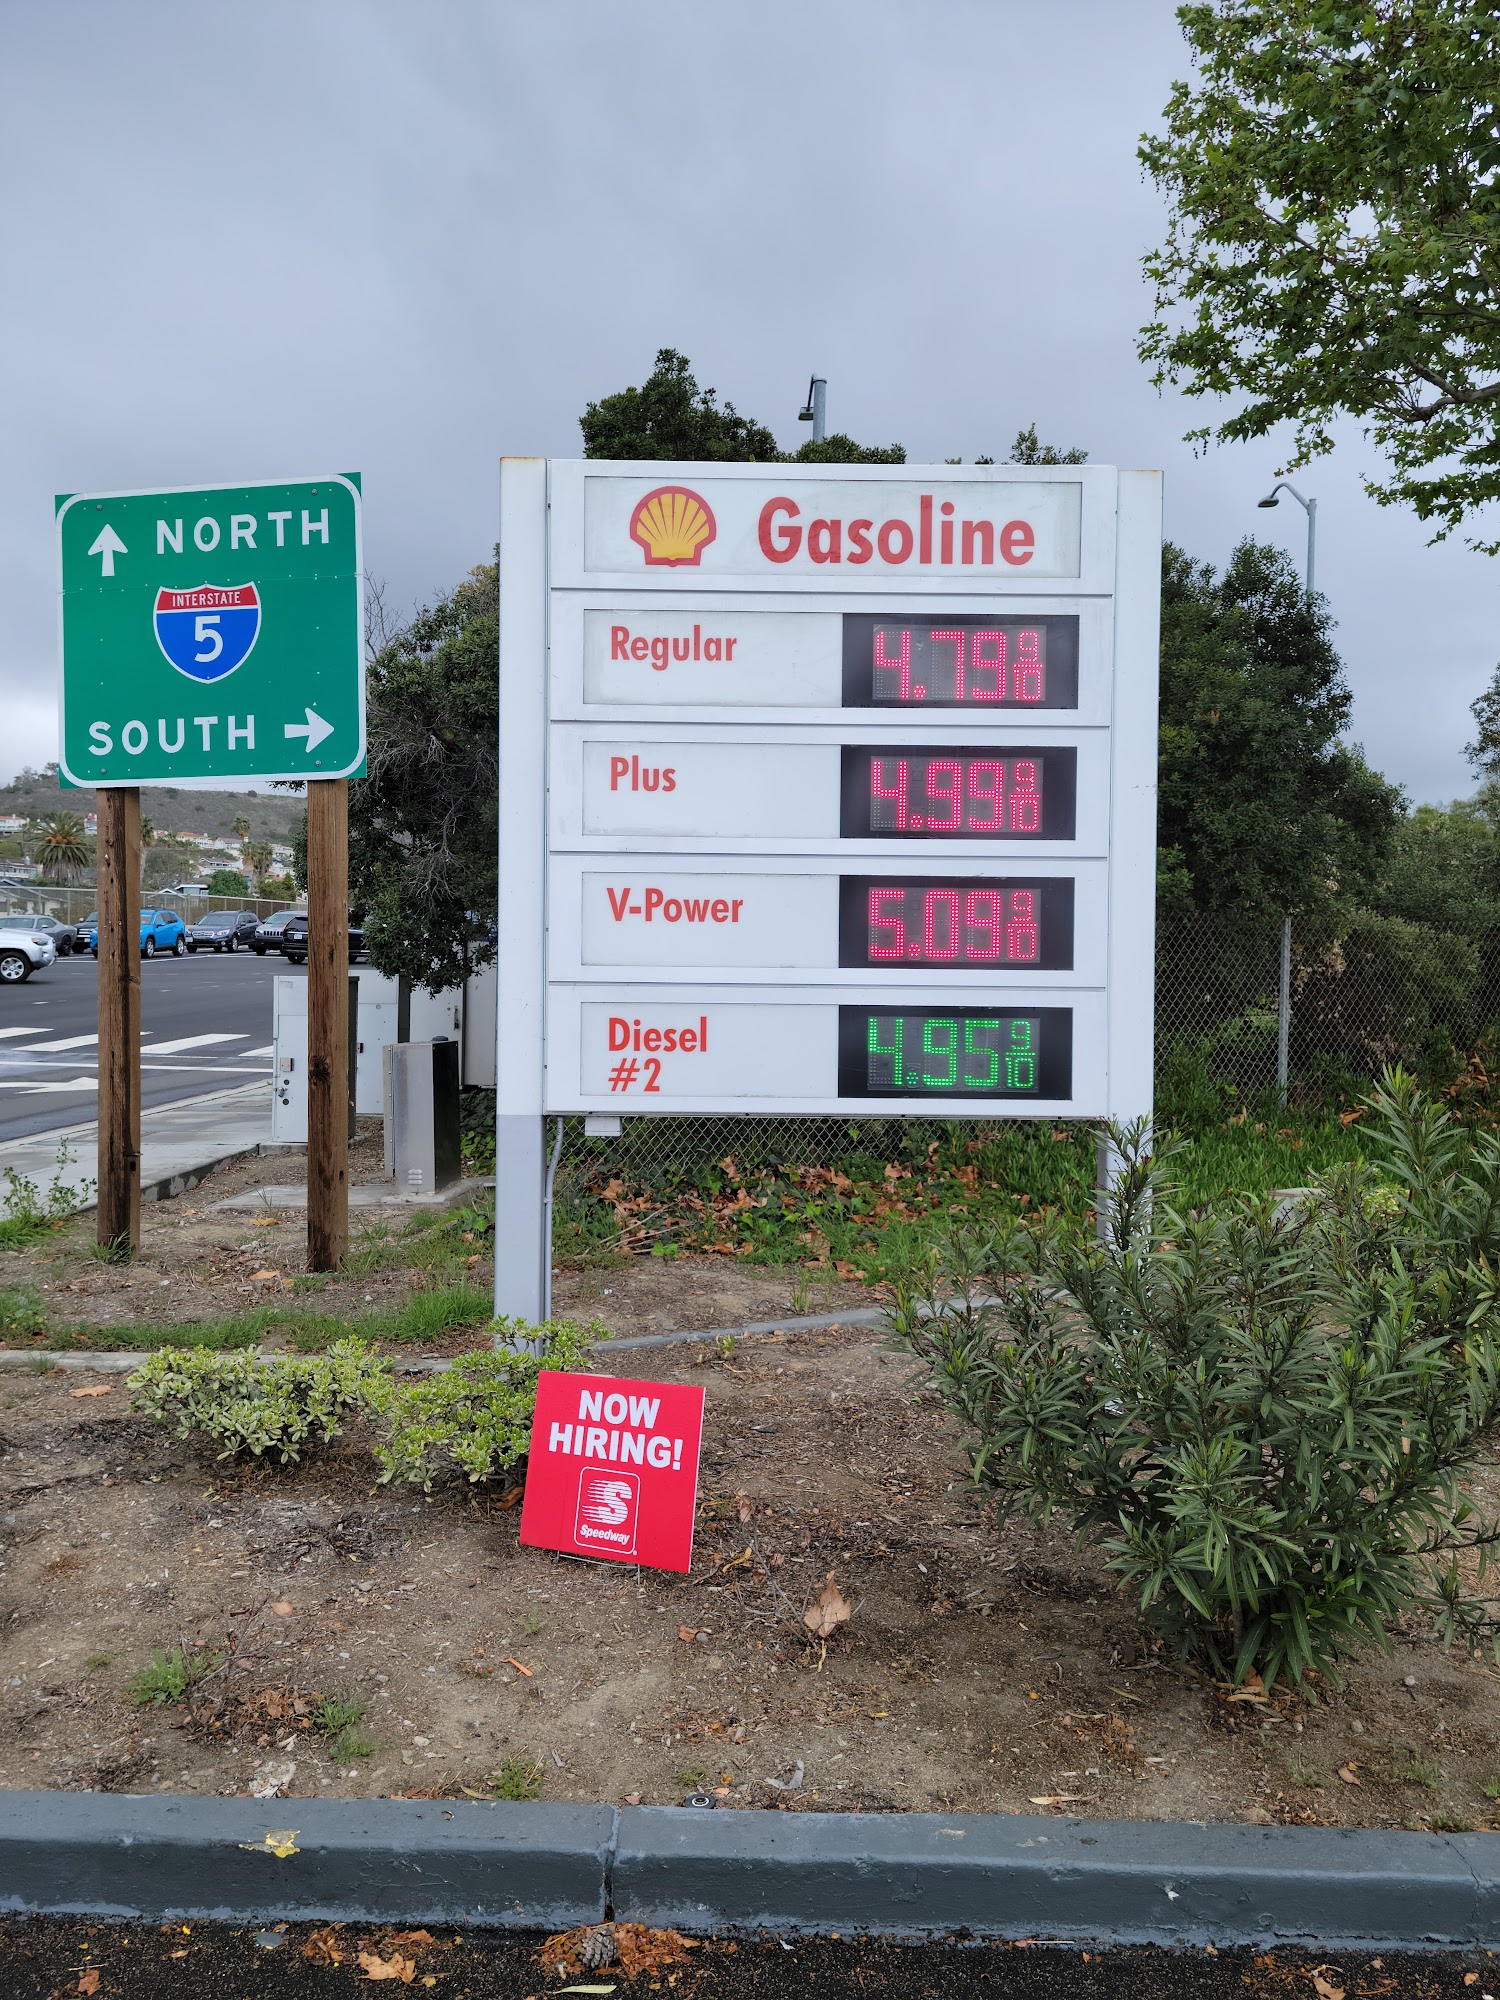 NORTH
INTERSTATE
5
SOUTH
Gasoline
Regular 4.79 9/10
Plus 4.99 9/10
V-Power 5.09 9/10
Diesel 4.95 9/10
#2
NOW
HIRING!
S
Speedway